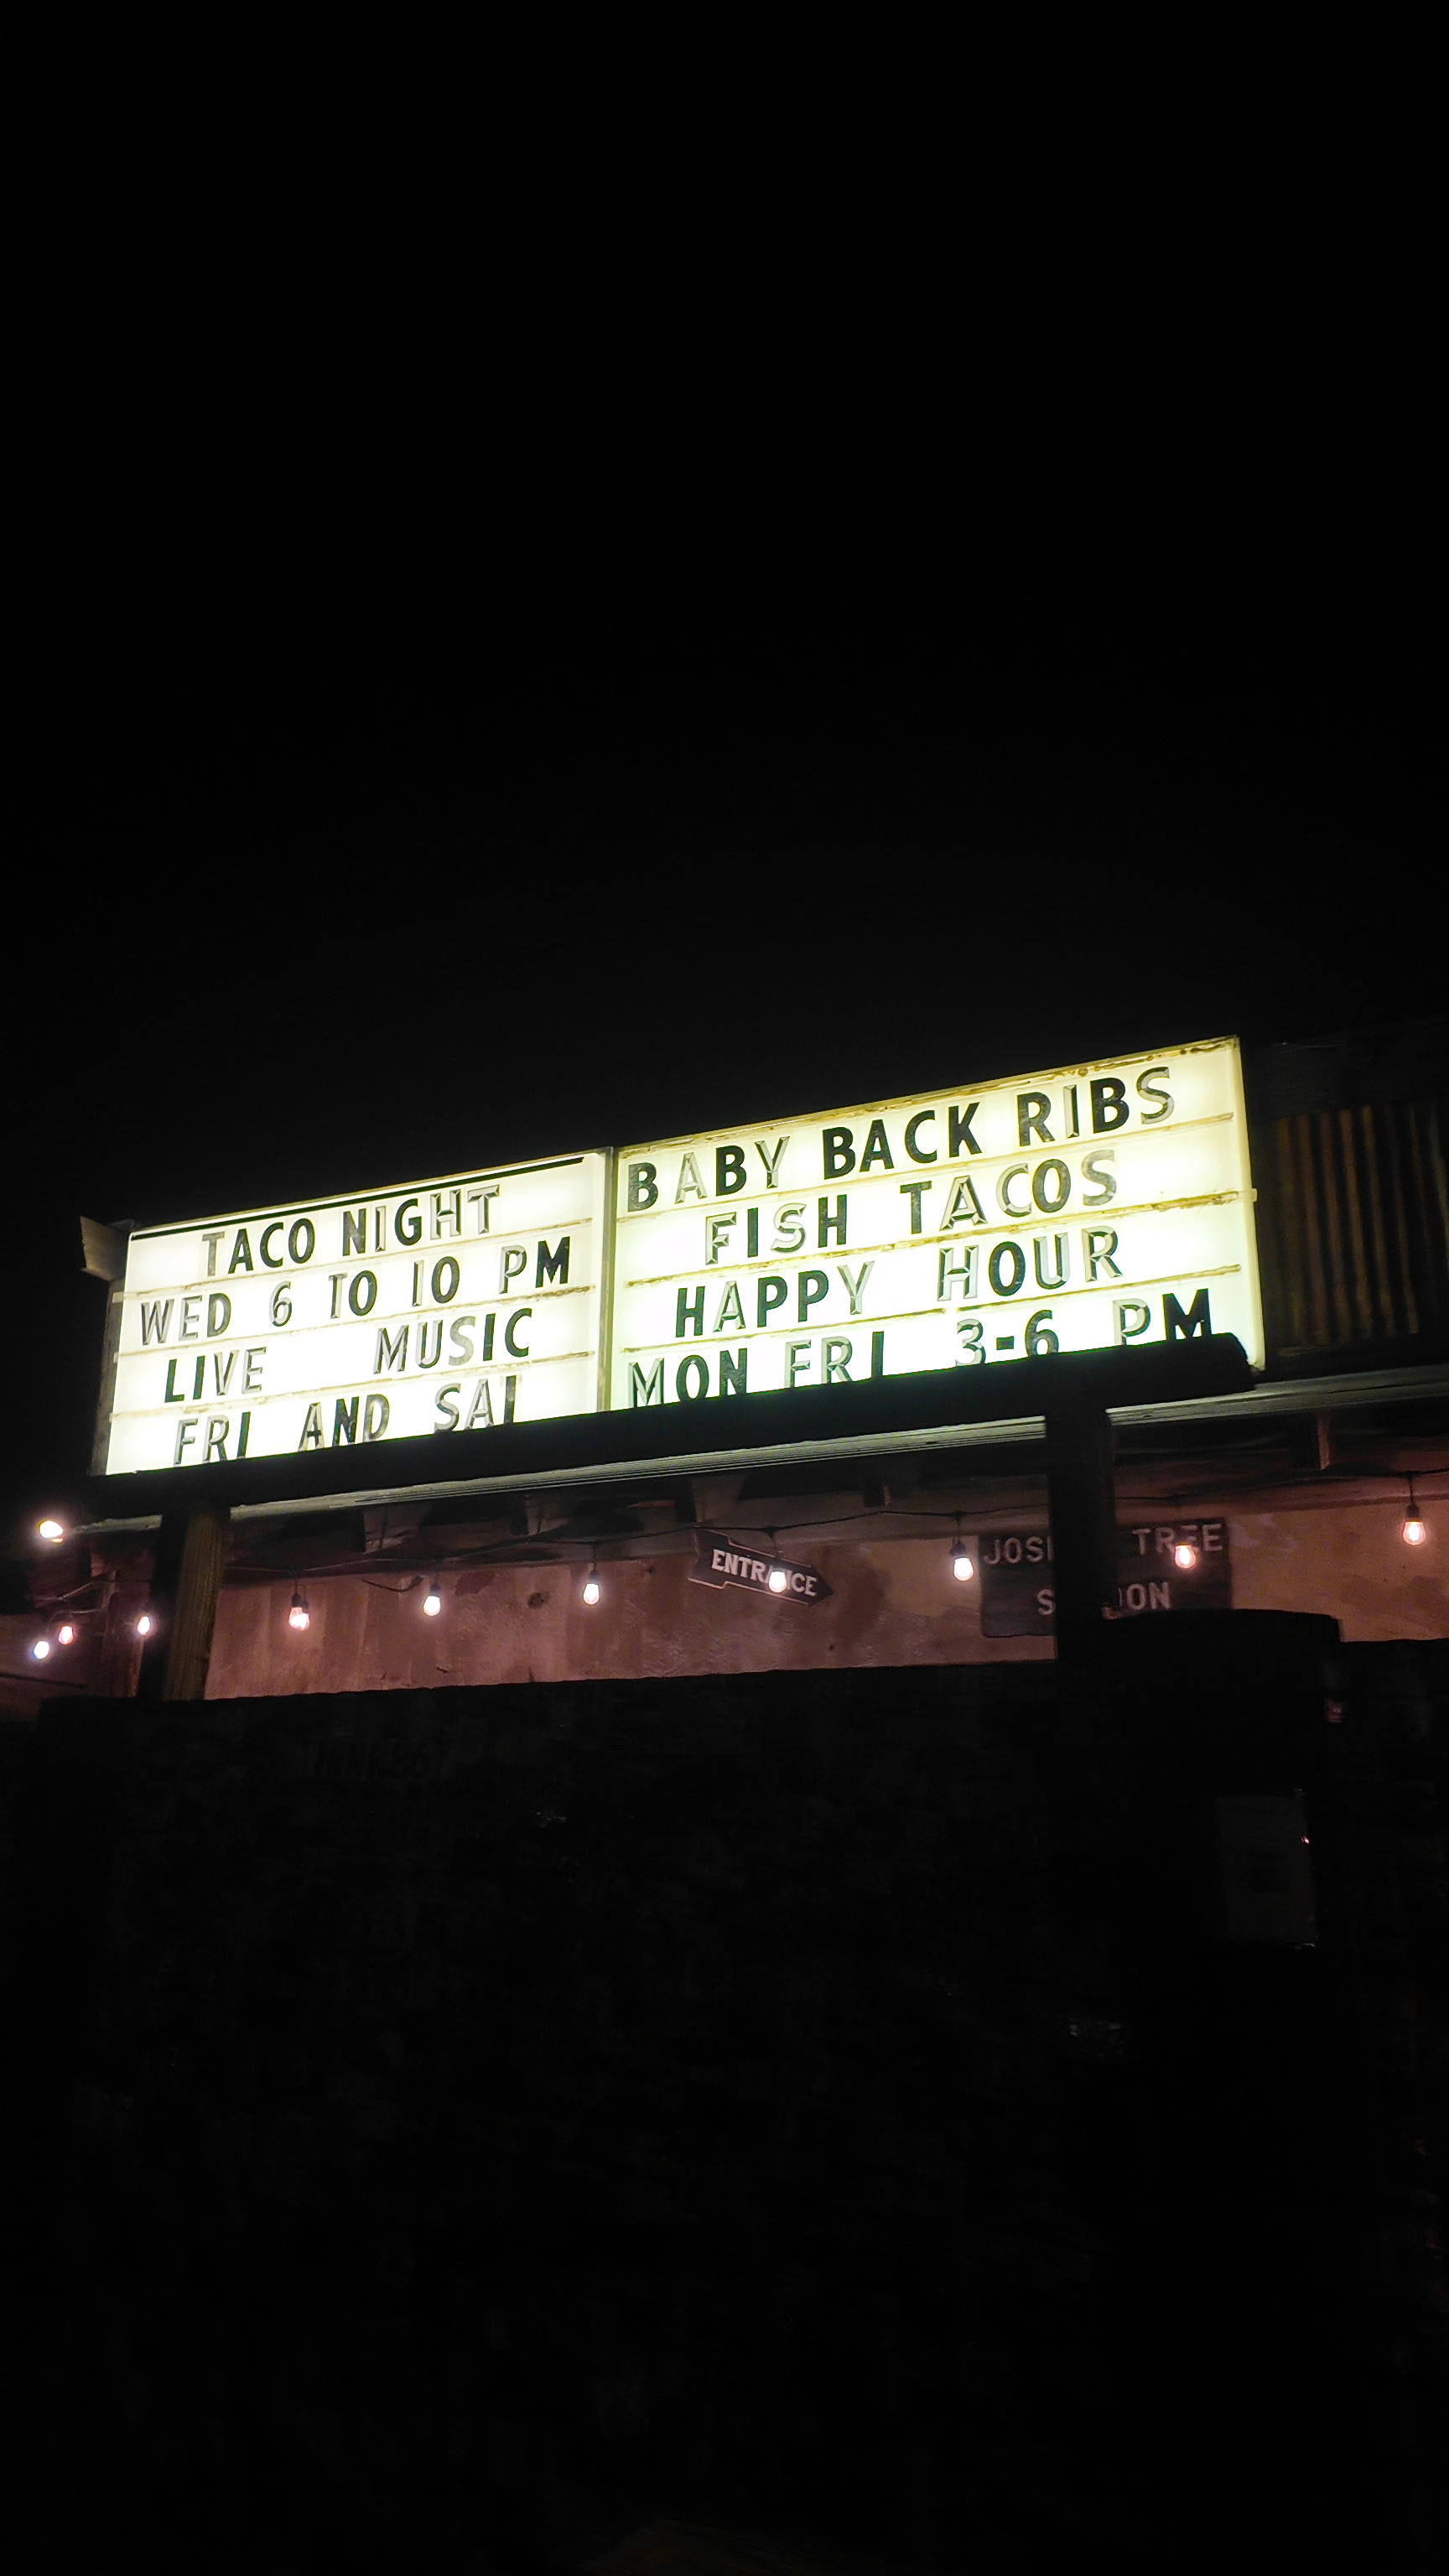 TACO NIGHT
WED 6 TO 10 PM
LIVE MUSIC
FRI AND SAT
BABY BACK RIBS
FISH TACOS
HAPPY HOUR
MON FRI 3-6 PM
ENTRANCE
TREE